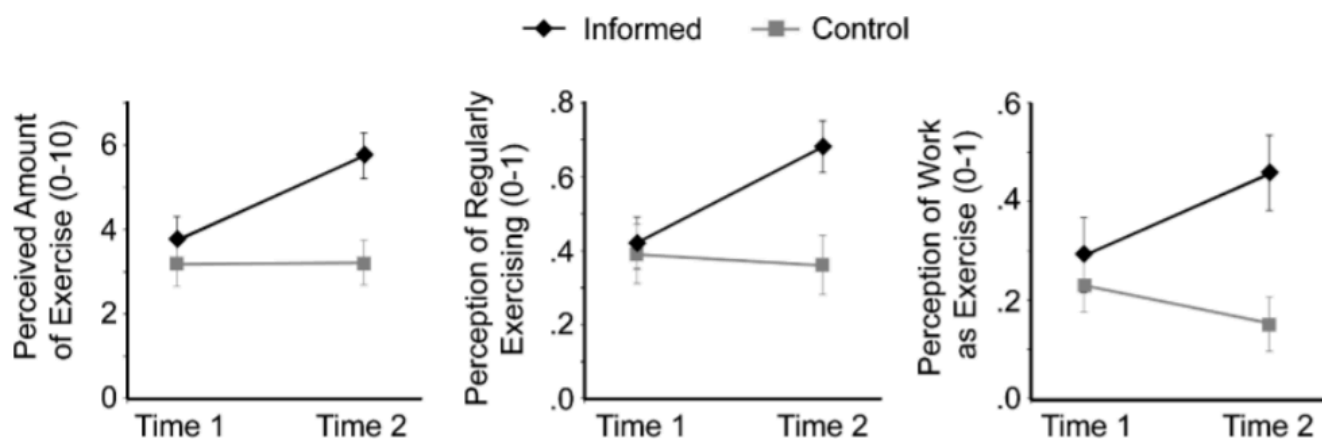 Informed Control
Perceived Amount
of Exercise (0-10)
6
4
2
0
Time 1 Time 2
Perception of Regularly
Exercising (0-1)
.8
.6
.4
.2
.0
Time 1 Time 2
Perception of Work
as Exercise (0-1)
.6
.4
.2
.0
Time 1 Time 2